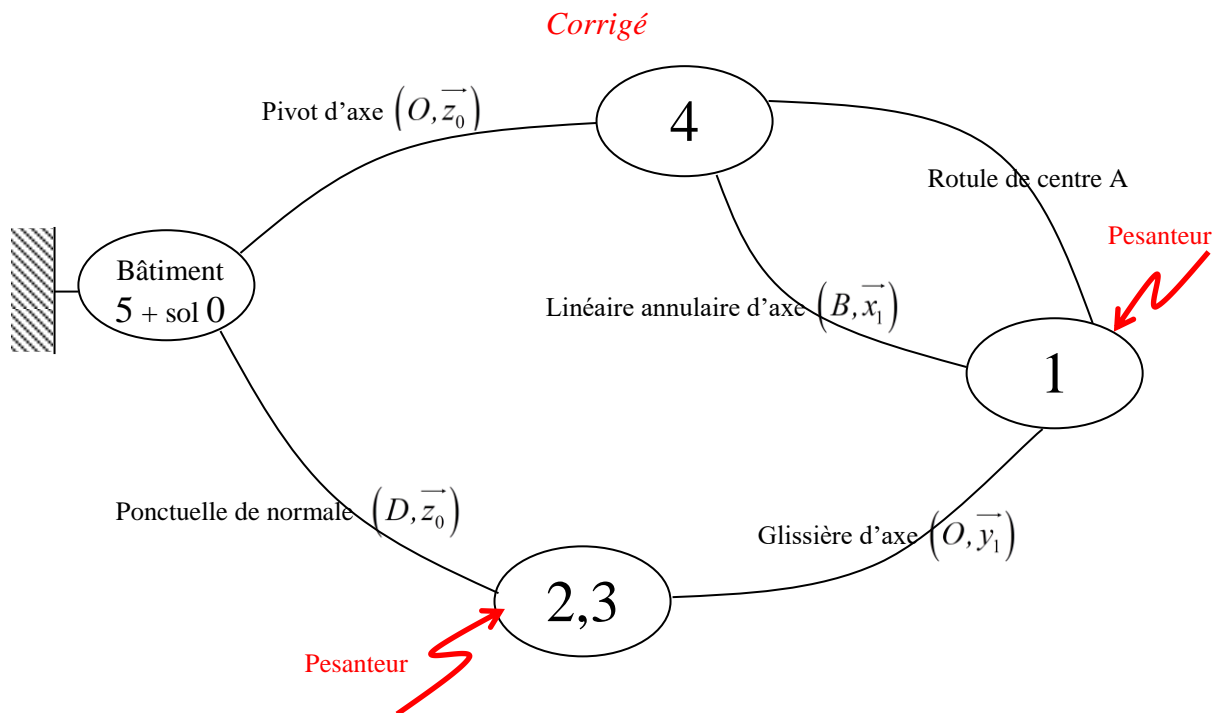 Corrigé
Pivot d'axe (O, z₀)
4
Rotule de centre A
Pesanteur
Bâtiment
5 + sol 0
Linéaire annulaire d'axe (B, x₁)
1
Ponctuelle de normale (D, z₀)
Glissière d'axe (O, y₁)
2,3
Pesanteur